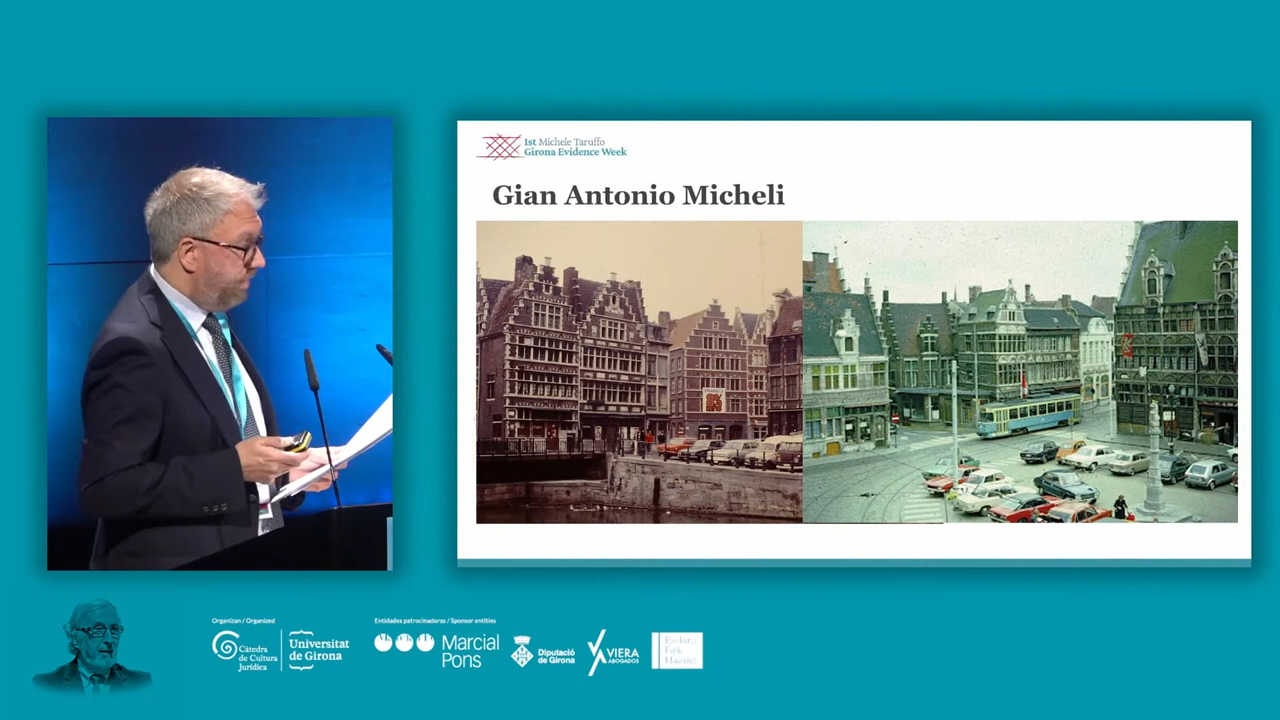 1st Michele Taruffo
Girona Evidence Week
Gian Antonio Micheli
Organizan / Organized
Càtedra
de Cultura
Jurídica
Universitat
de Girona
Entidades patrocinadoras / Sponsor entities
Marcial
Pons
Diputació
de Girona
VIERA
ABOGADOS